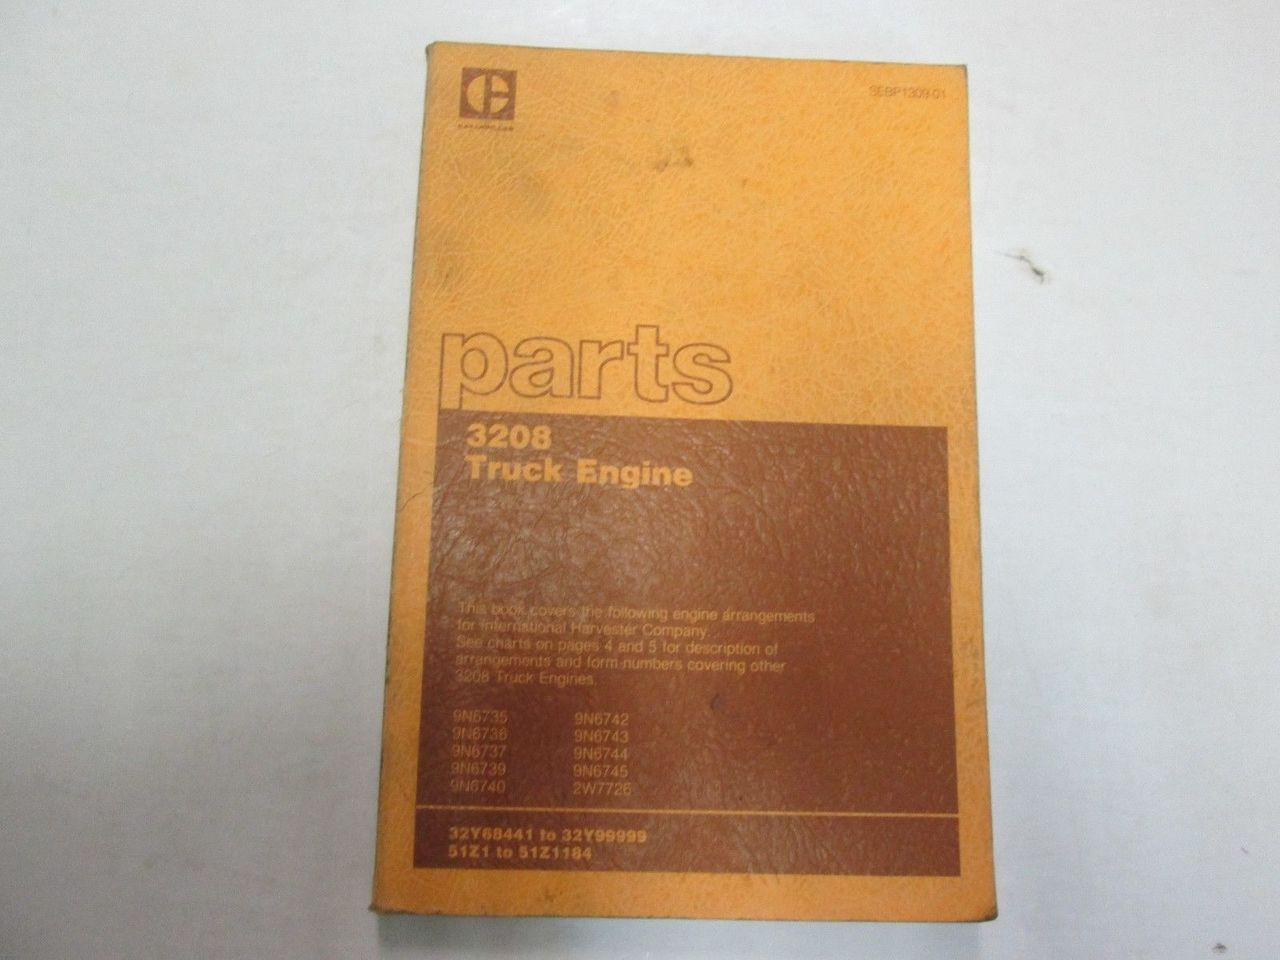 CATERPILLAR
SEBP1309-01
parts
3208
Truck Engine
This book covers the following engine arrangements
for International Harvester Company.
See charts on pages 4 and 5 for description of
arrangements and form numbers covering other
3208 Truck Engines.
9N6735 9N6742
9N6736 9N6743
9N6737 9N6744
9N6739 9N6745
9N6740 2W7726
32Y68441 to 32Y99999
51Z1 to 51Z1184